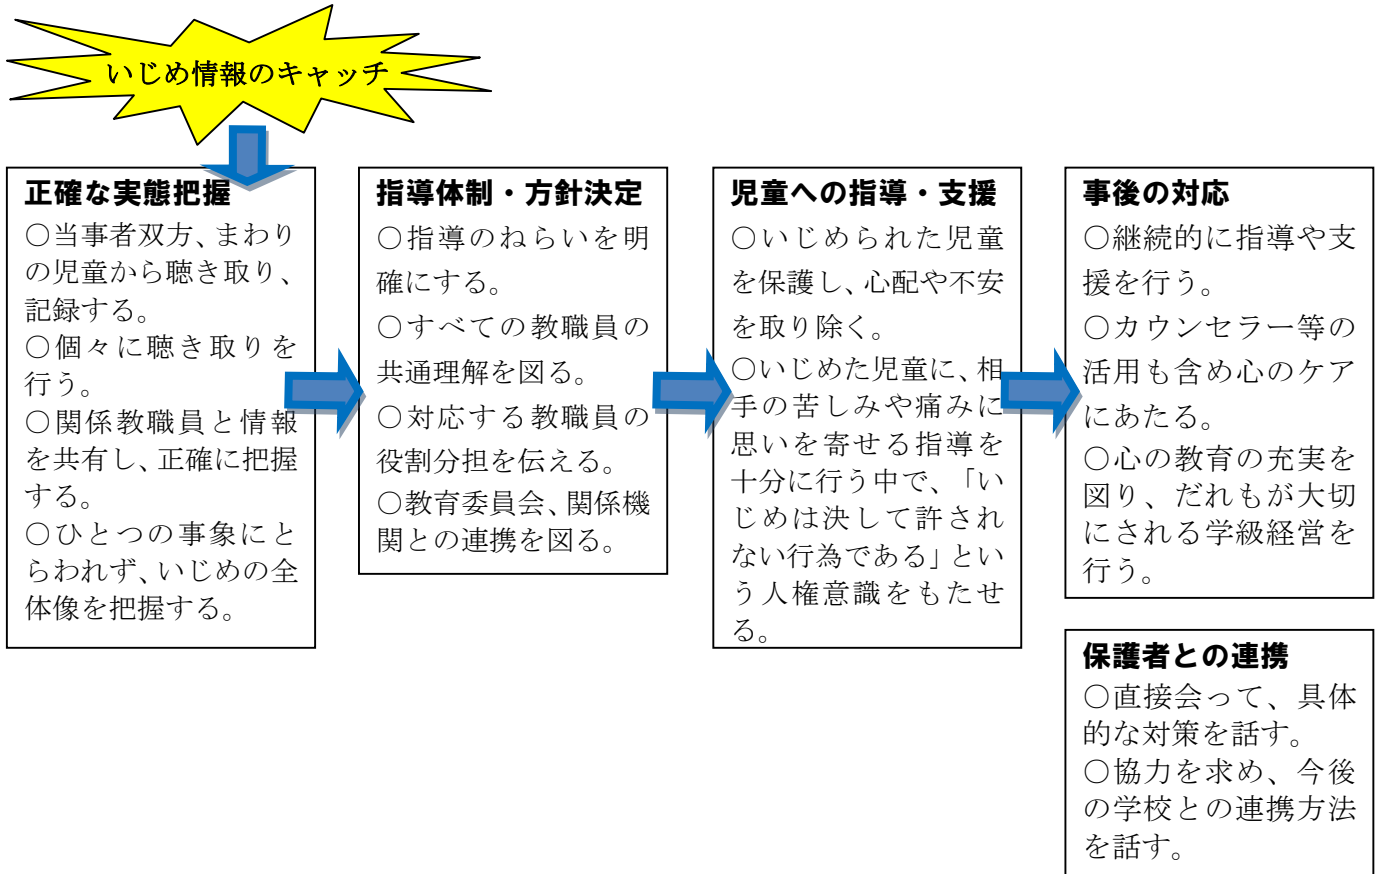 いじめ情報のキャッチ
正確な実態把握
○当事者双方、まわり
の児童から聴き取り、
記録する。
○個々に聴き取りを
行う。
○関係教職員と情報
を共有し、正確に把握
する。
○ひとつの事象にと
らわれず、いじめの全
体像を把握する。
指導体制・方針決定
○指導のねらいを明
確にする。
○すべての教職員の
共通理解を図る。
○対応する教職員の
役割分担を伝える。
○教育委員会、関係機
関との連携を図る。
児童への指導・支援
○いじめられた児童
を保護し、心配や不安
を取り除く。
○いじめた児童に、相
手の苦しみや痛みに
思いを寄せる指導を
十分に行う中で、「い
じめは決して許され
ない行為である」とい
う人権意識をもたせ
る。
事後の対応
○継続的に指導や支
援を行う。
○カウンセラー等の
活用も含め心のケア
にあたる。
○心の教育の充実を
図り、だれもが大切
にされる学級経営を
行う。
保護者との連携
○直接会って、具体
的な対策を話す。
○協力を求め、今後
の学校との連携方法
を話す。